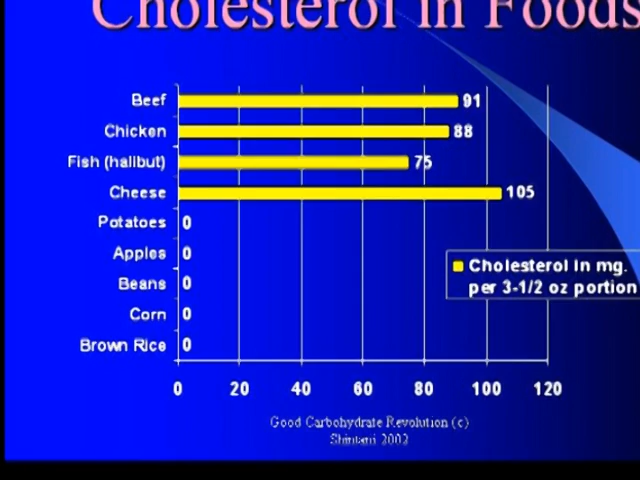 Cholesterol in Foods
Beef 91
Chicken 88
Fish (halibut) 75
Cheese 105
Potatoes 0
Apples 0
Beans 0
Corn 0
Brown Rice 0
Cholesterol in mg.
per 3-1/2 oz portion
0 20 40 60 80 100 120
Good Carbohydrate Revolution (c)
Shintani 2002